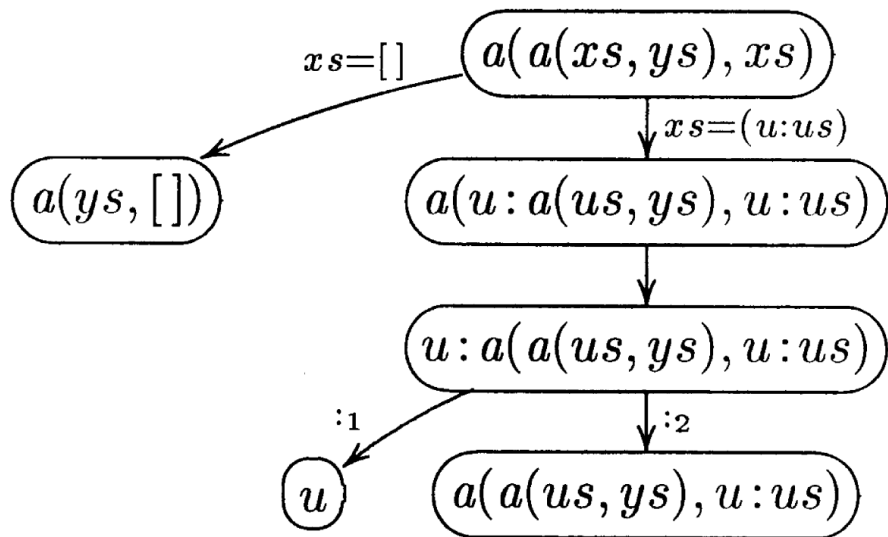 xs=[]
a(a(xs,ys),xs)
xs=(u:us)
a(ys,[])
a(u:a(us,ys),u:us)
u:a(a(us,ys),u:us)
:1
:2
u
a(a(us,ys),u:us)